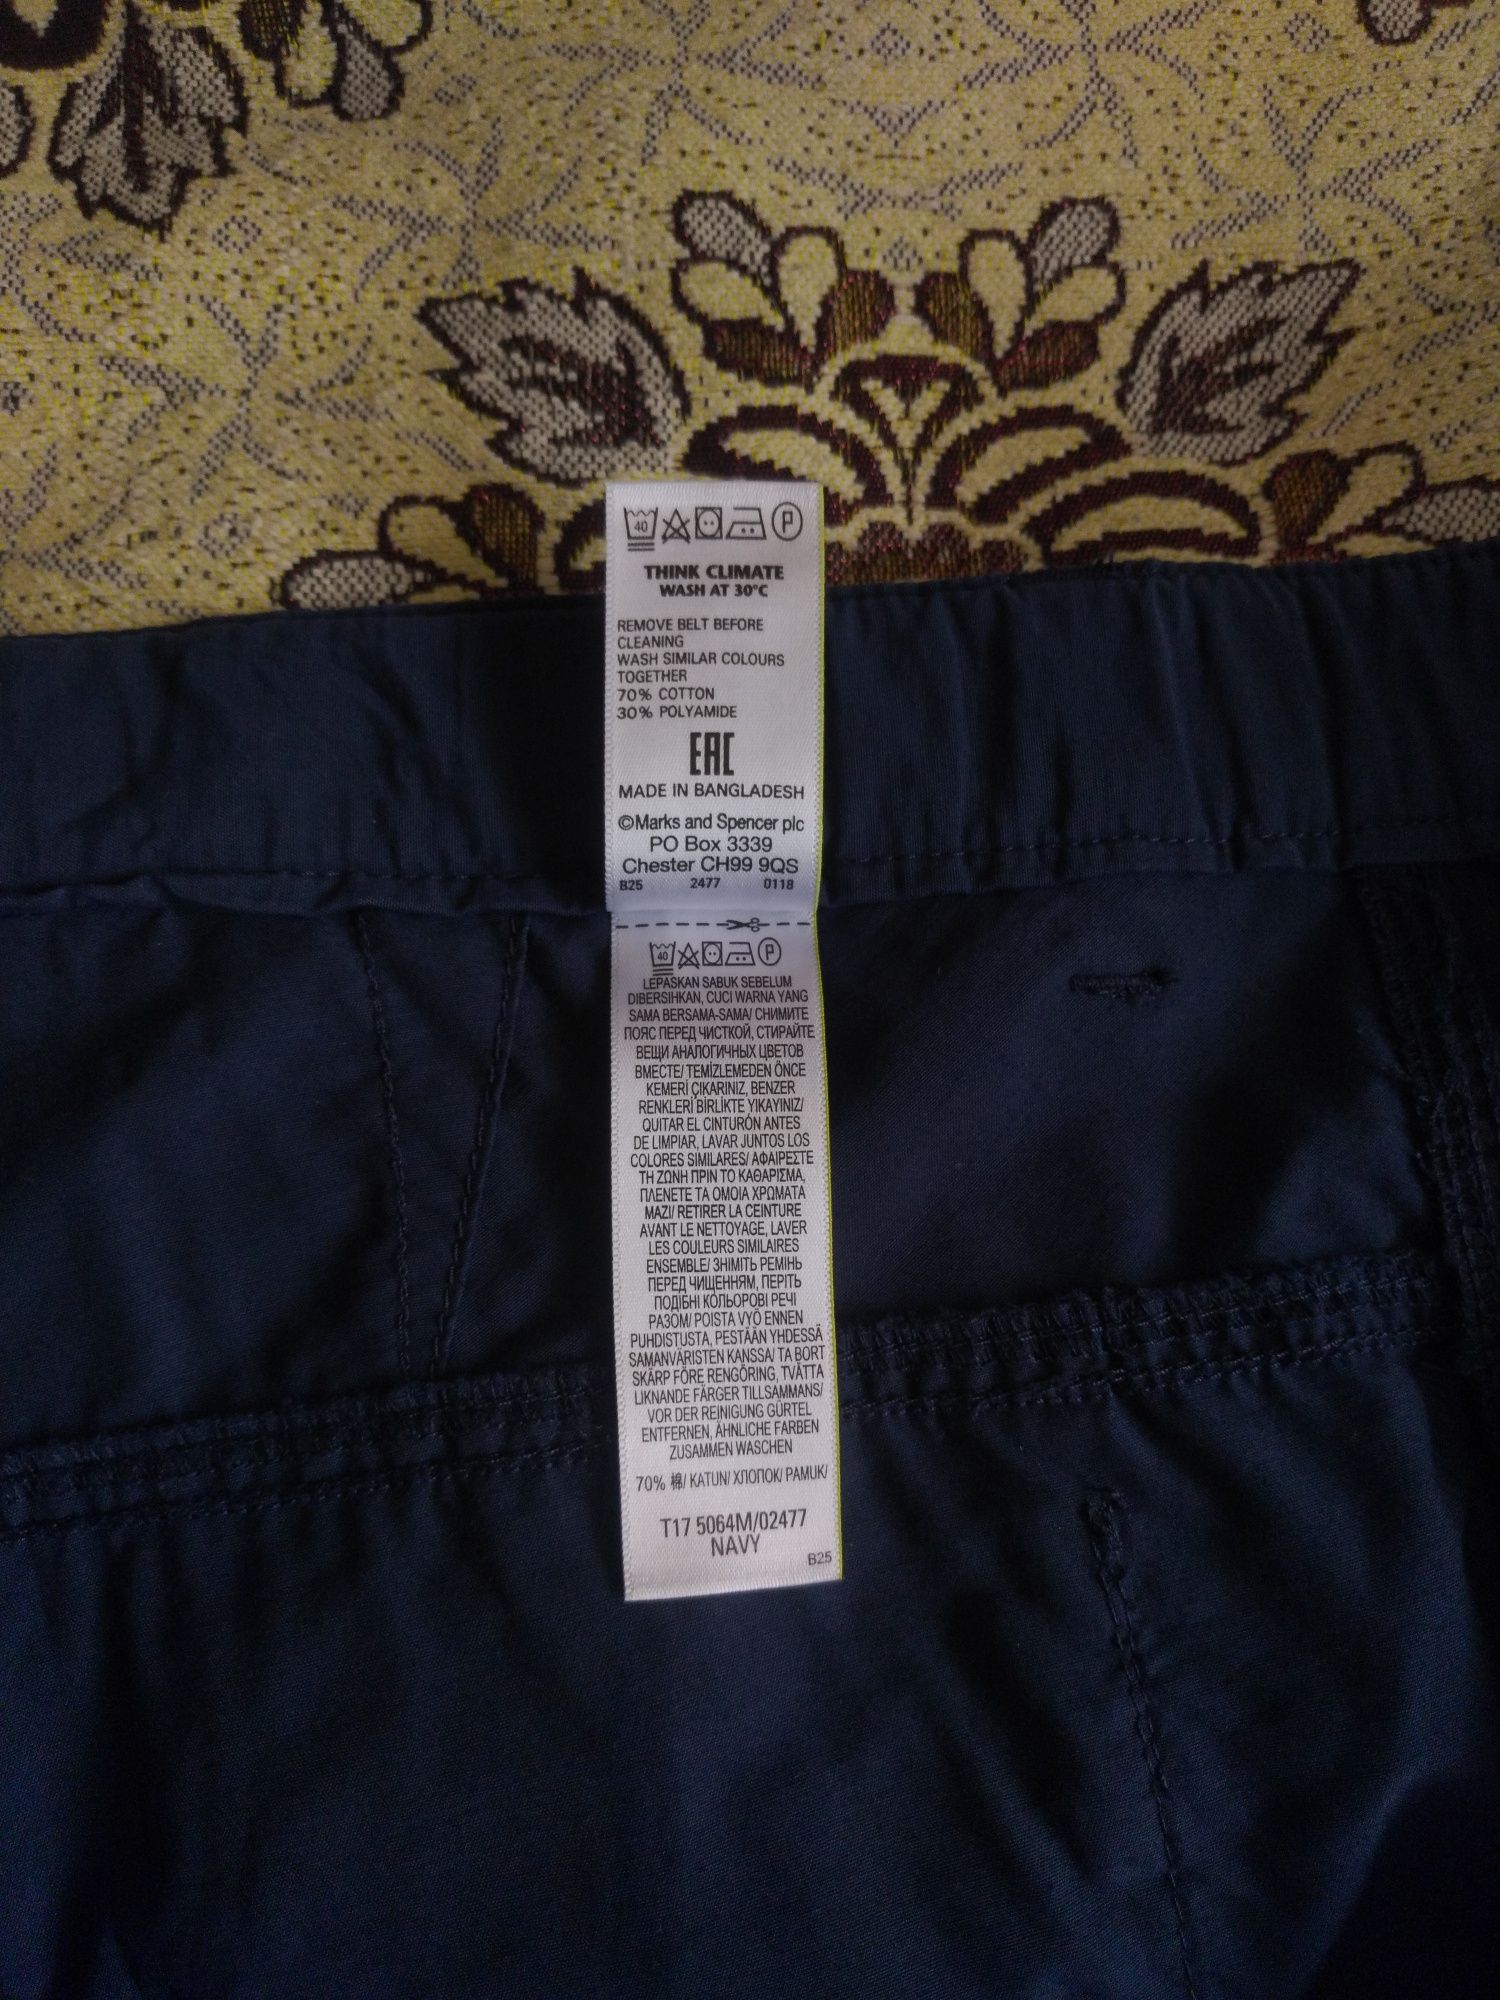 40 P
THINK CLIMATE
WASH AT 30°C
REMOVE BELT BEFORE
CLEANING
WASH SIMILAR COLOURS
TOGETHER
70% COTTON
30% POLYAMIDE
EAC
MADE IN BANGLADESH
©Marks and Spencer plc
PO Box 3339
Chester CH99 9QS
B25 2477 0118
40 P
LEPASKAN SABUK SEBELUM
DIBERSIHKAN, CUCI WARNA YANG
SAMA BERSAMA-SAMA/ СНИМИТЕ
ПОЯС ПЕРЕД ЧИСТКОЙ, СТИРАЙТЕ
ВЕЩИ АНАЛОГИЧНЫХ ЦВЕТОВ
ВМЕСТЕ/ TEMİZLEMEDEN ÖNCE
KEMERİ ÇIKARINIZ, BENZER
RENKLERİ BİRLİKTE YIKAYINIZ/
QUITAR EL CINTURÓN ANTES
DE LIMPIAR, LAVAR JUNTOS LOS
COLORES SIMILARES/ ΑΦΑΙΡΕΣΤΕ
ΤΗ ΖΩΝΗ ΠΡΙΝ ΤΟ ΚΑΘΑΡΙΣΜΑ,
ΠΛΕΝΕΤΕ ΤΑ ΟΜΟΙΑ ΧΡΩΜΑΤΑ
ΜΑΖΙ/ RETIRER LA CEINTURE
AVANT LE NETTOYAGE, LAVER
LES COULEURS SIMILAIRES
ENSEMBLE/ ЗНІМІТЬ РЕМІНЬ
ПЕРЕД ЧИЩЕННЯМ, ПЕРІТЬ
ПОДІБНІ КОЛЬОРОВІ РЕЧІ
РАЗОМ/ POISTA VYÖ ENNEN
PUHDISTUSTA, PESTÄÄN YHDESSÄ
SAMANVÄRISTEN KANSSA/ TA BORT
SKÄRP FÖRE RENGÖRING, TVÄTTA
LIKNANDE FÄRGER TILLSAMMANS/
VOR DER REINIGUNG GÜRTEL
ENTFERNEN, ÄHNLICHE FARBEN
ZUSAMMEN WASCHEN
70% 棉/ KATUN/ ХЛОПОК/ PAMUK/
T17 5064M/02477
NAVY
B25